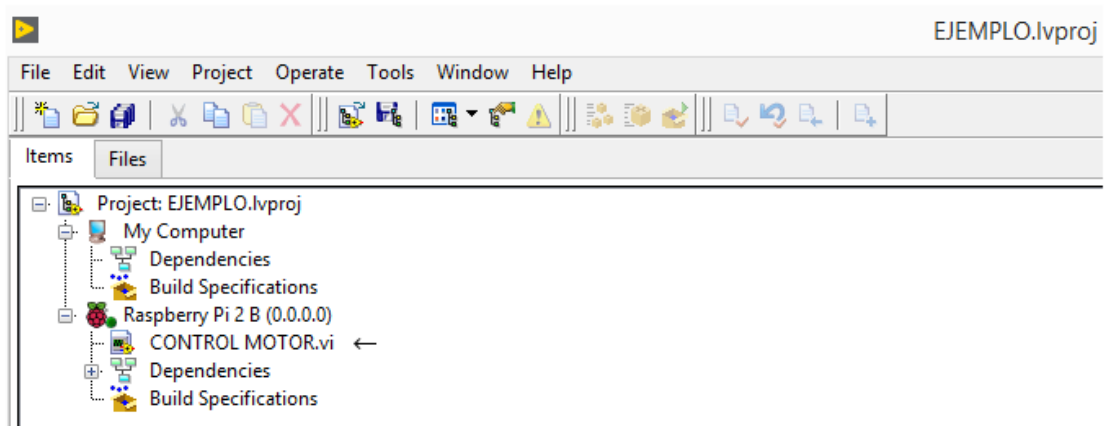 EJEMPLO.lvproj
File Edit View Project Operate Tools Window Help
Items Files
Project: EJEMPLO.lvproj
My Computer
Dependencies
Build Specifications
Raspberry Pi 2 B (0.0.0.0)
CONTROL MOTOR.vi ←
Dependencies
Build Specifications